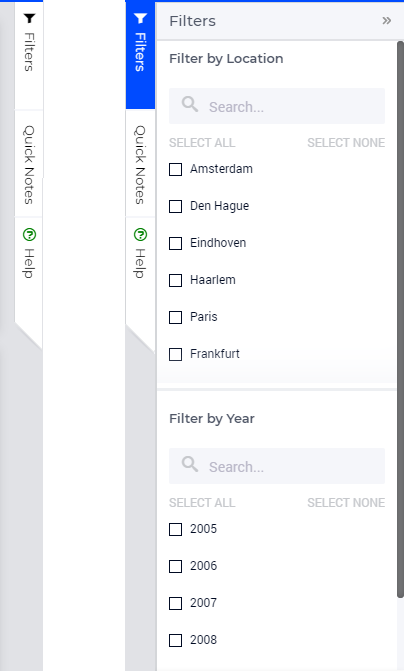 Filters
Quick Notes
Help
Filters
Quick Notes
Help
Filters
Filter by Location
Search...
SELECT ALL SELECT NONE
Amsterdam
Den Hague
Eindhoven
Haarlem
Paris
Frankfurt
Filter by Year
Search...
SELECT ALL SELECT NONE
2005
2006
2007
2008